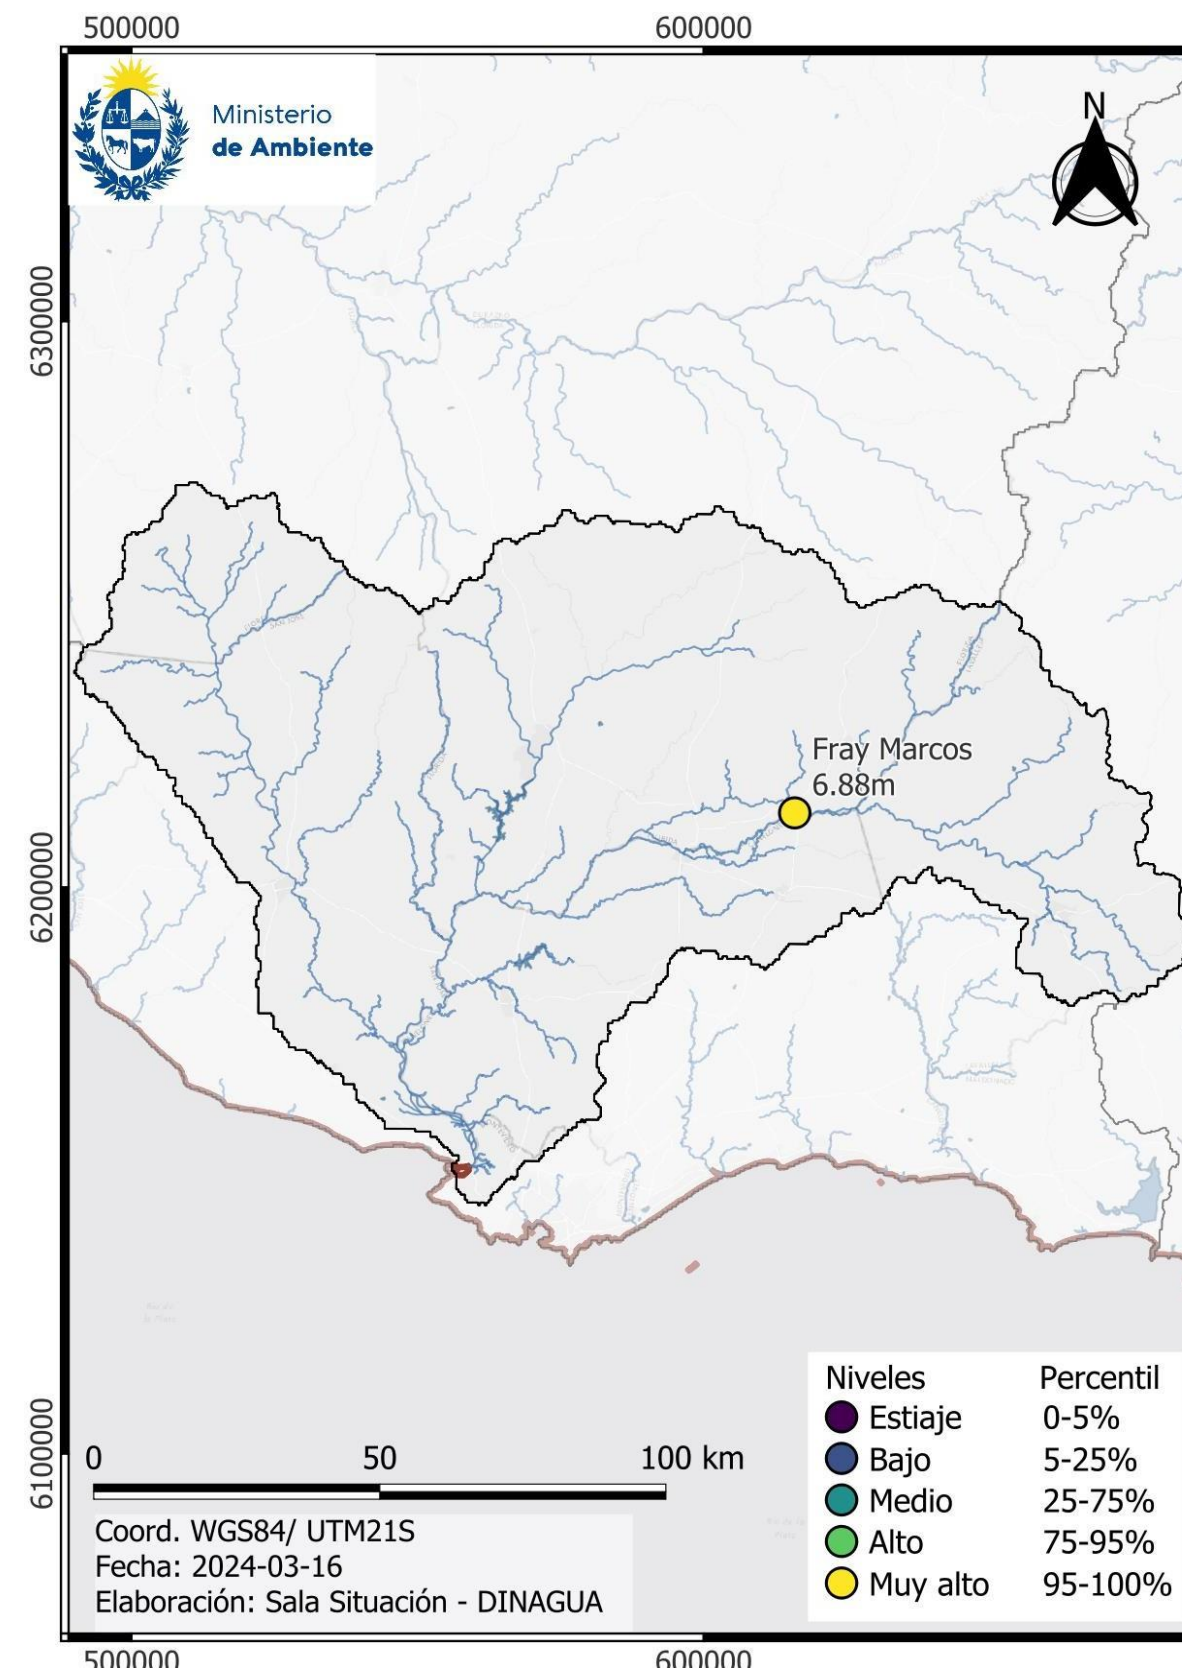 500000
600000
Ministerio
de Ambiente
N
6300000
Fray Marcos
6.88m
6200000
6100000
Niveles Percentil
Estiaje 0-5%
Bajo 5-25%
Medio 25-75%
Alto 75-95%
Muy alto 95-100%
0 50 100 km
Coord. WGS84/ UTM21S
Fecha: 2024-03-16
Elaboración: Sala Situación - DINAGUA
500000
600000